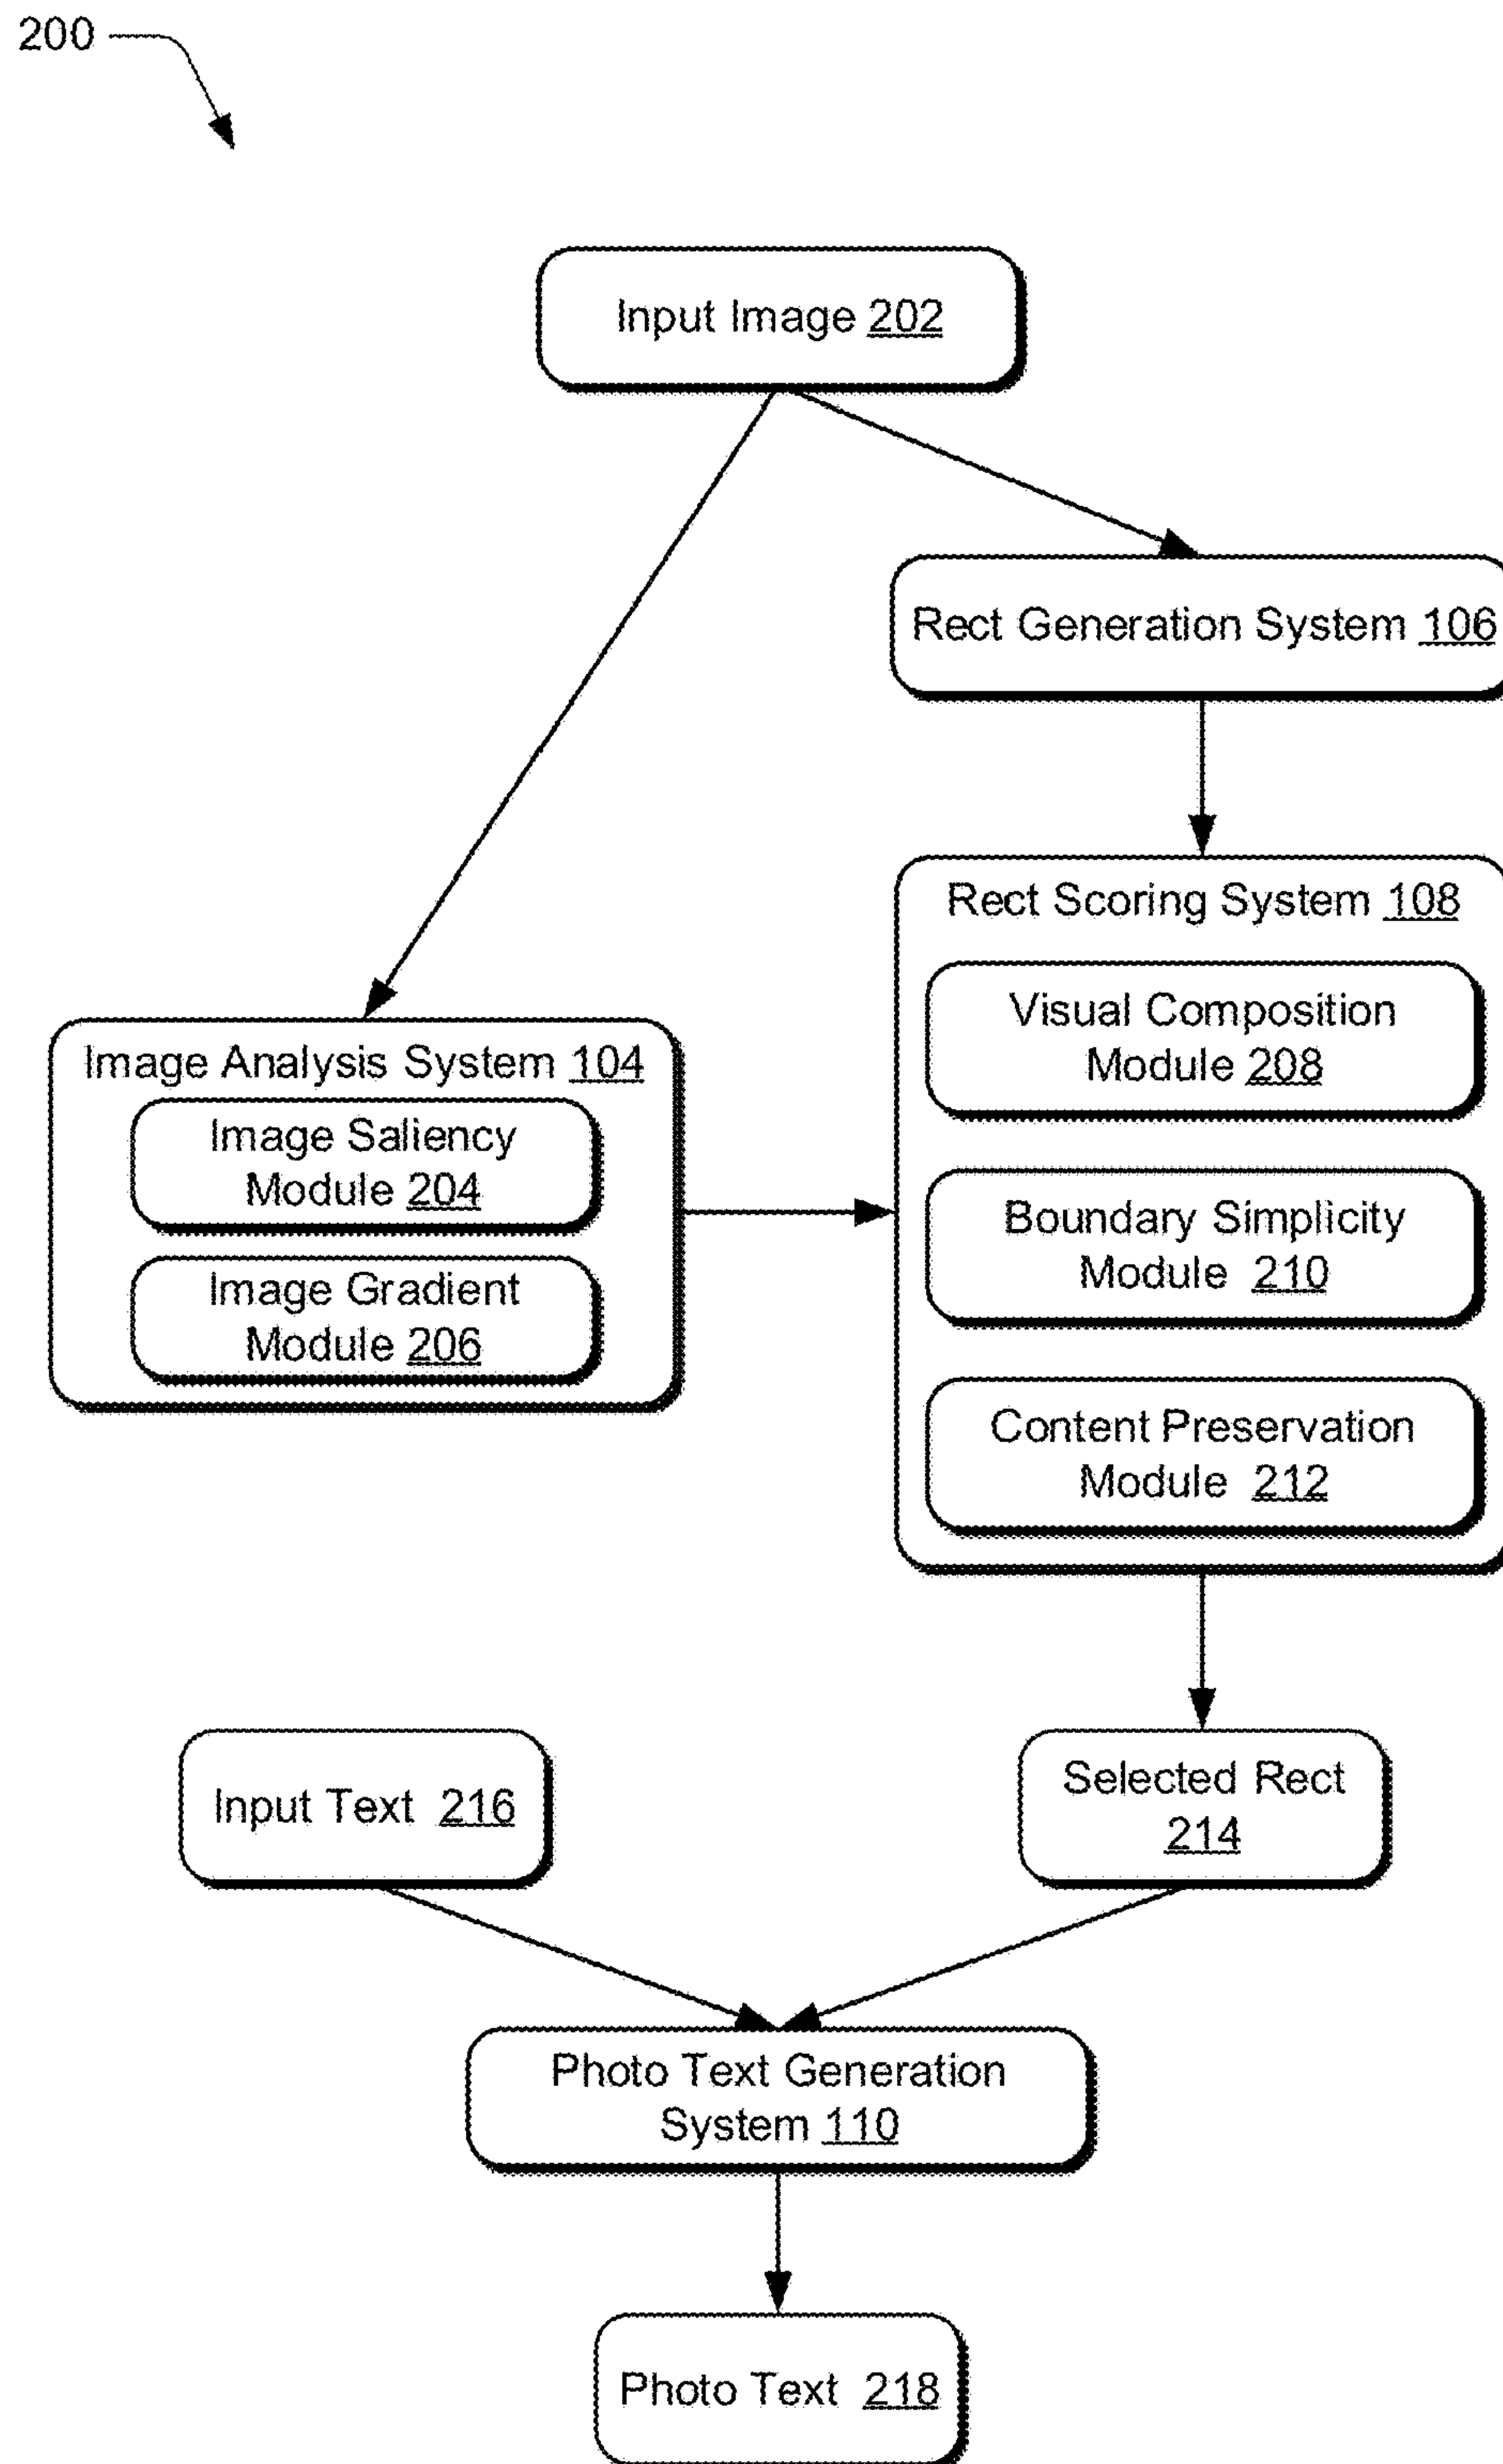 200
Input Image 202
Rect Generation System 106
Rect Scoring System 108
Visual Composition
Module 208
Boundary Simplicity
Module 210
Content Preservation
Module 212
Image Analysis System 104
Image Saliency
Module 204
Image Gradient
Module 206
Selected Rect
214
Input Text 216
Photo Text Generation
System 110
Photo Text 218